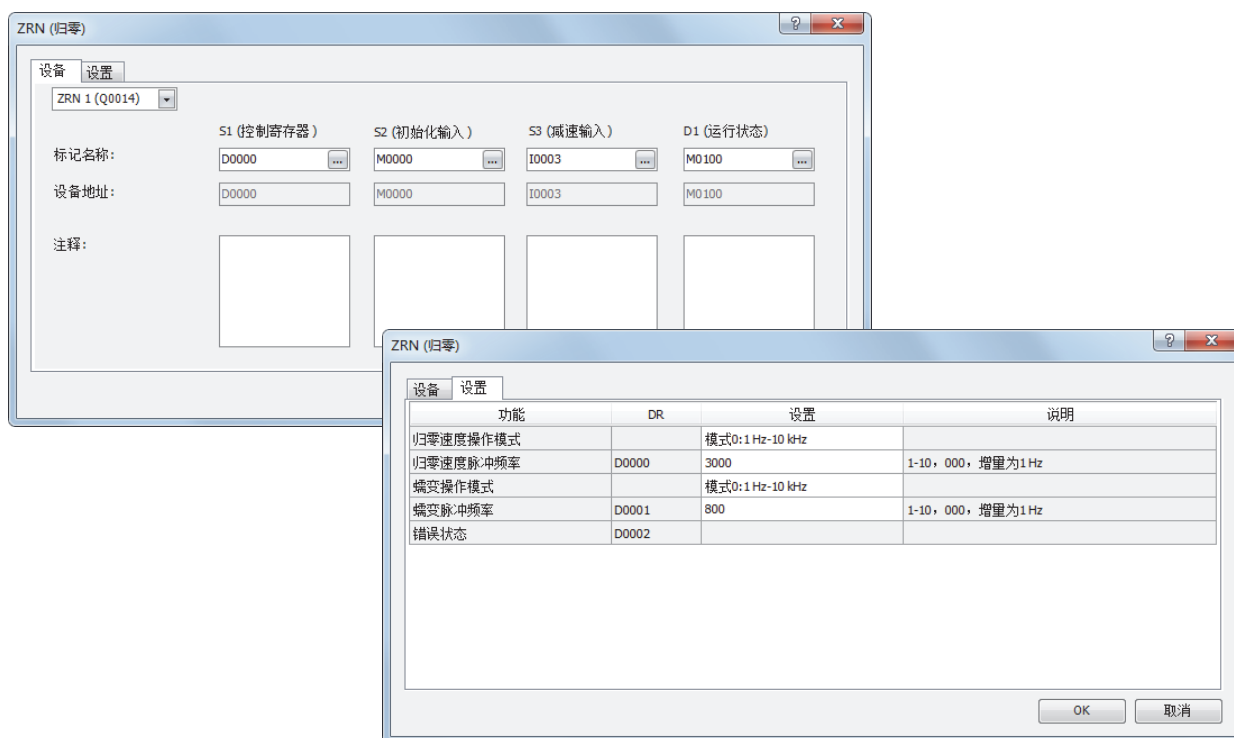 ZRN (归零)
设备 设置
ZRN 1 (Q0014)
S1 (控制寄存器) S2 (初始化输入) S3 (减速输入) D1 (运行状态)
标记名称: D0000 ... M0000 ... I0003 ... M0100 ...
设备地址: D0000 M0000 I0003 M0100
注释:
ZRN (归零)
设备 设置
功能 DR 设置 说明
归零速度操作模式 模式0:1 Hz-10 kHz
归零速度脉冲频率 D0000 3000 1-10, 000, 增量为1 Hz
蠕变操作模式 模式0:1 Hz-10 kHz
蠕变脉冲频率 D0001 800 1-10, 000, 增量为1 Hz
错误状态 D0002
OK 取消